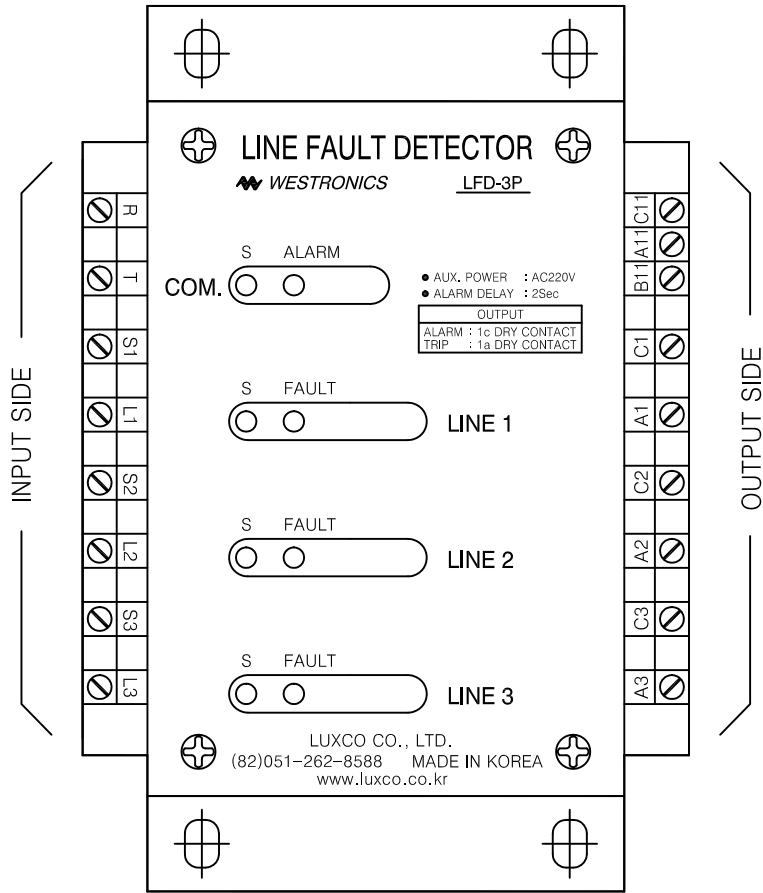 LINE FAULT DETECTOR
WESTRONICS LFD-3P
S ALARM
COM.
● AUX. POWER : AC220V
● ALARM DELAY : 2Sec
OUTPUT
ALARM : 1c DRY CONTACT
TRIP : 1a DRY CONTACT
S FAULT
LINE 1
S FAULT
LINE 2
S FAULT
LINE 3
LUXCO CO., LTD.
(82)051-262-8588 MADE IN KOREA
www.luxco.co.kr
INPUT SIDE
R
T
S1
L1
S2
L2
S3
L3
OUTPUT SIDE
C11
A11
B11
C1
A1
C2
A2
C3
A3